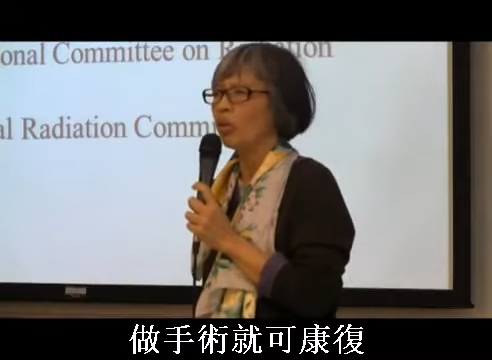 onal Committee on Radiation
al Radiation Comm
做手術就可康復